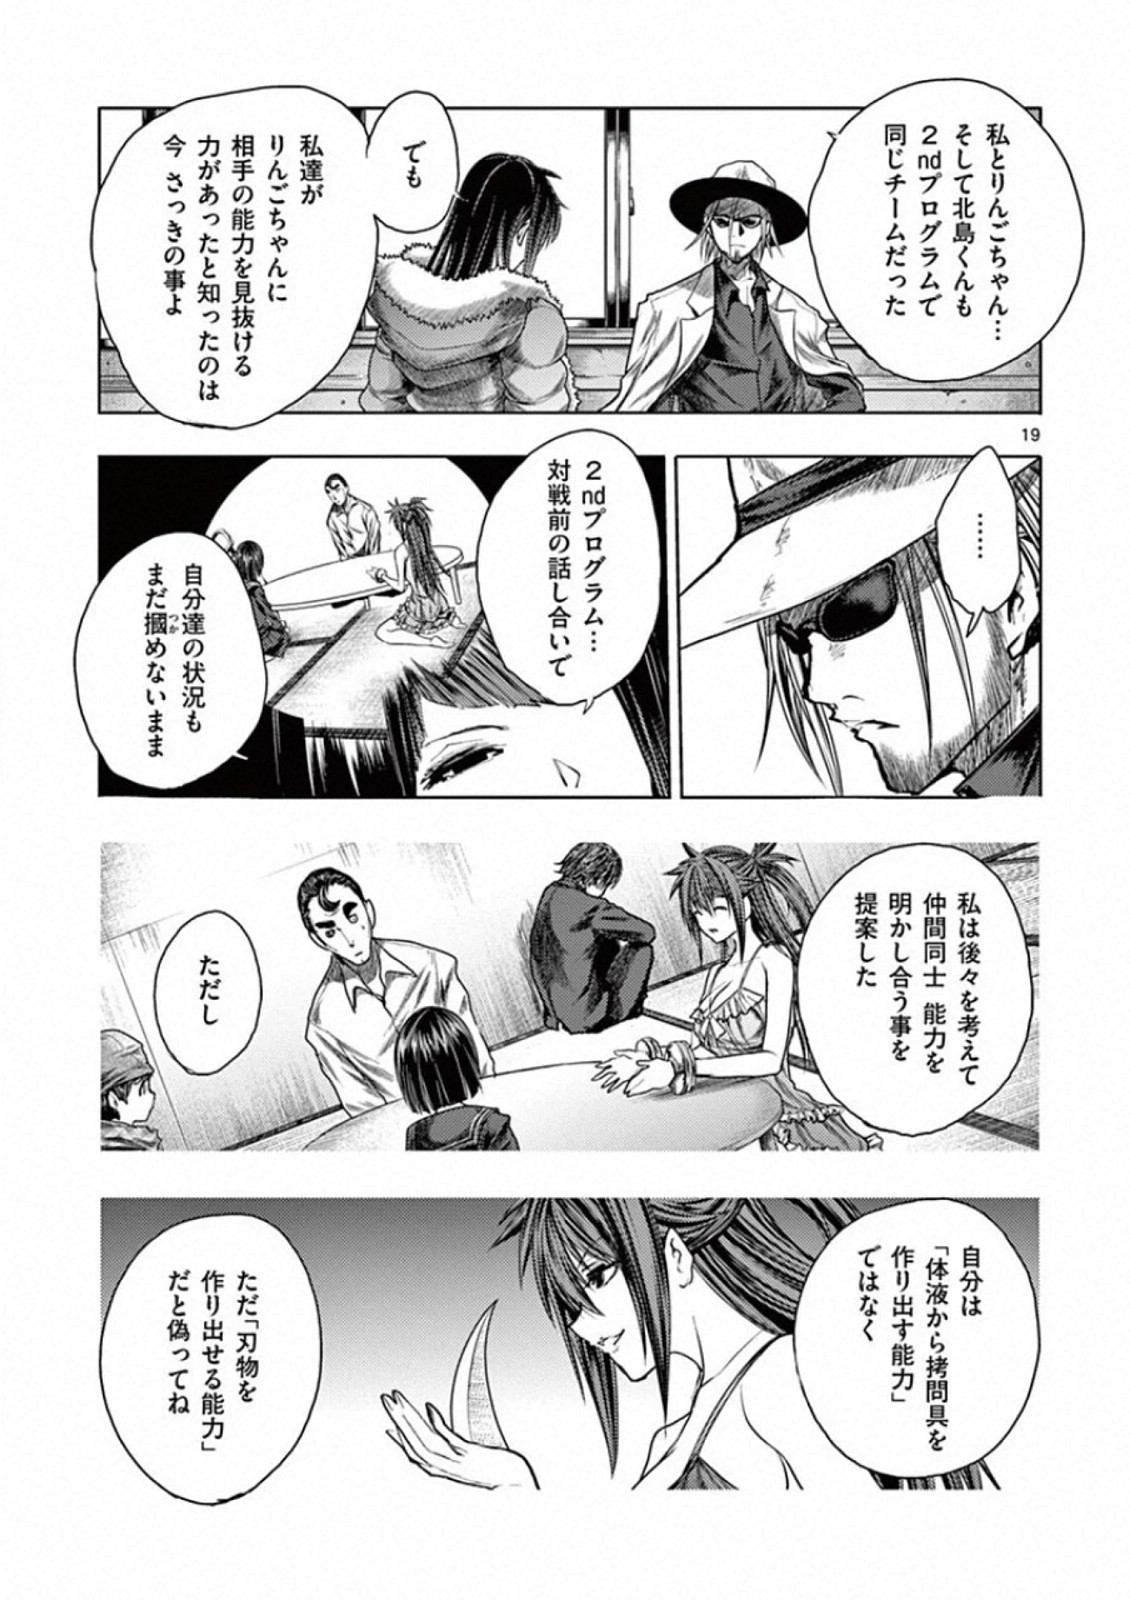 私とりんごちゃん…
そして北島くんも
2ndプログラムで
同じチームだった
でも
私達が
りんごちゃんに
相手の能力を見抜ける
力があったと知ったのは
今 さっきの事よ
19
……
2ndプログラム…
対戦前の話し合いで
自分達の状況も
まだ摑めないまま
つか
私は後々を考えて
仲間同士 能力を
明かし合う事を
提案した
ただし
自分は
「体液から拷問具を
作り出す能力」
ではなく
ただ「刃物を
作り出せる能力」
だと偽ってね